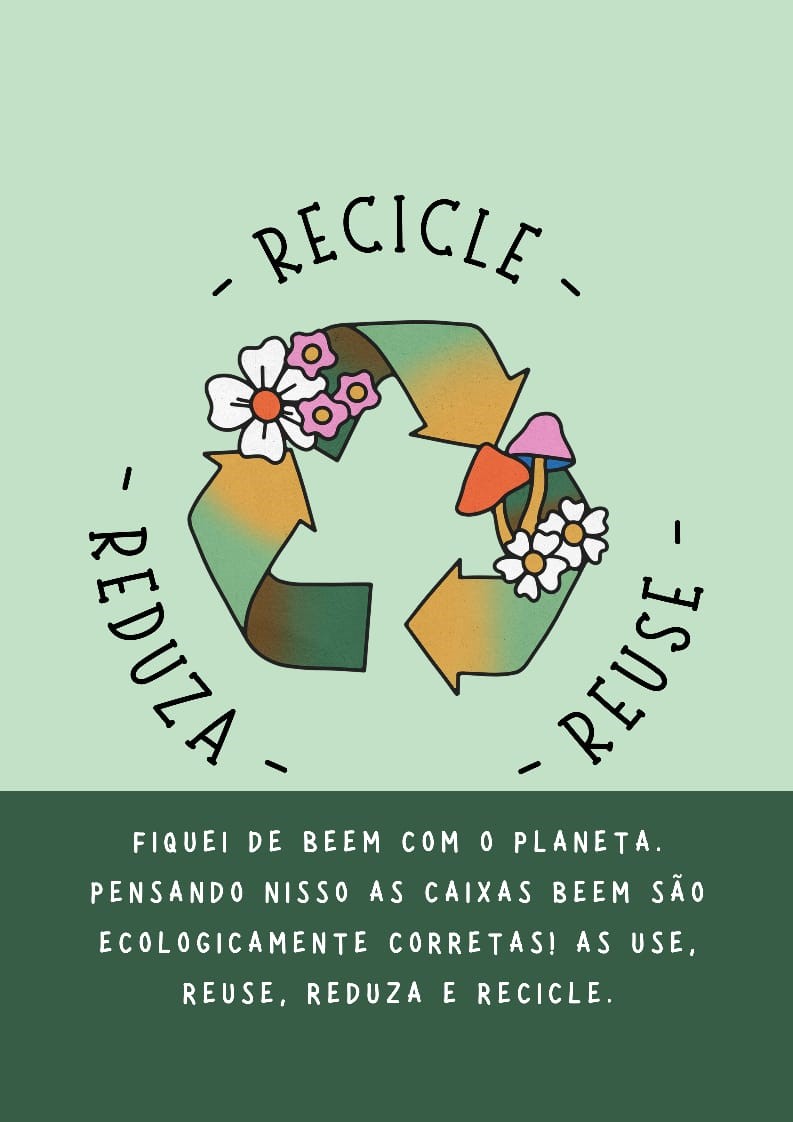 - RECICLE -
- REDUZA -
- REUSE -
FIQUEI DE BEEM COM O PLANETA.
PENSANDO NISSO AS CAIXAS BEEM SÃO
ECOLOGICAMENTE CORRETAS! AS USE,
REUSE, REDUZA E RECICLE.